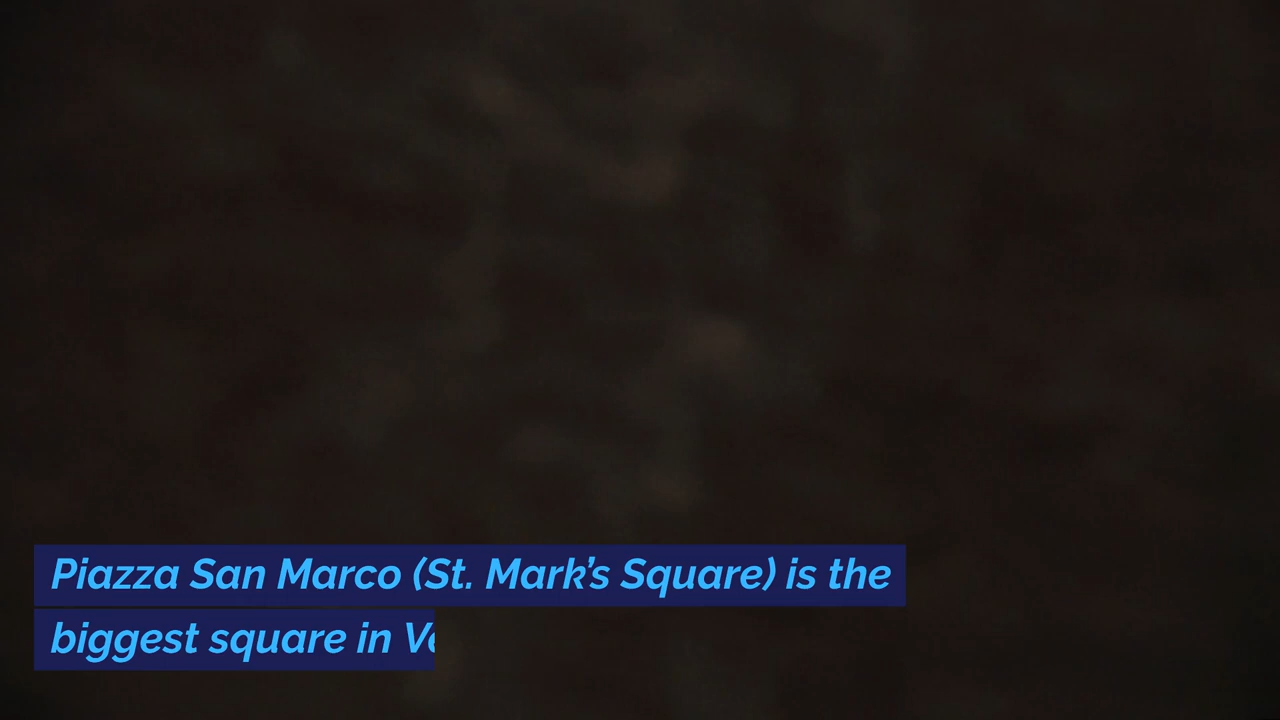 Piazza San Marco (St. Mark’s Square) is the
biggest square in